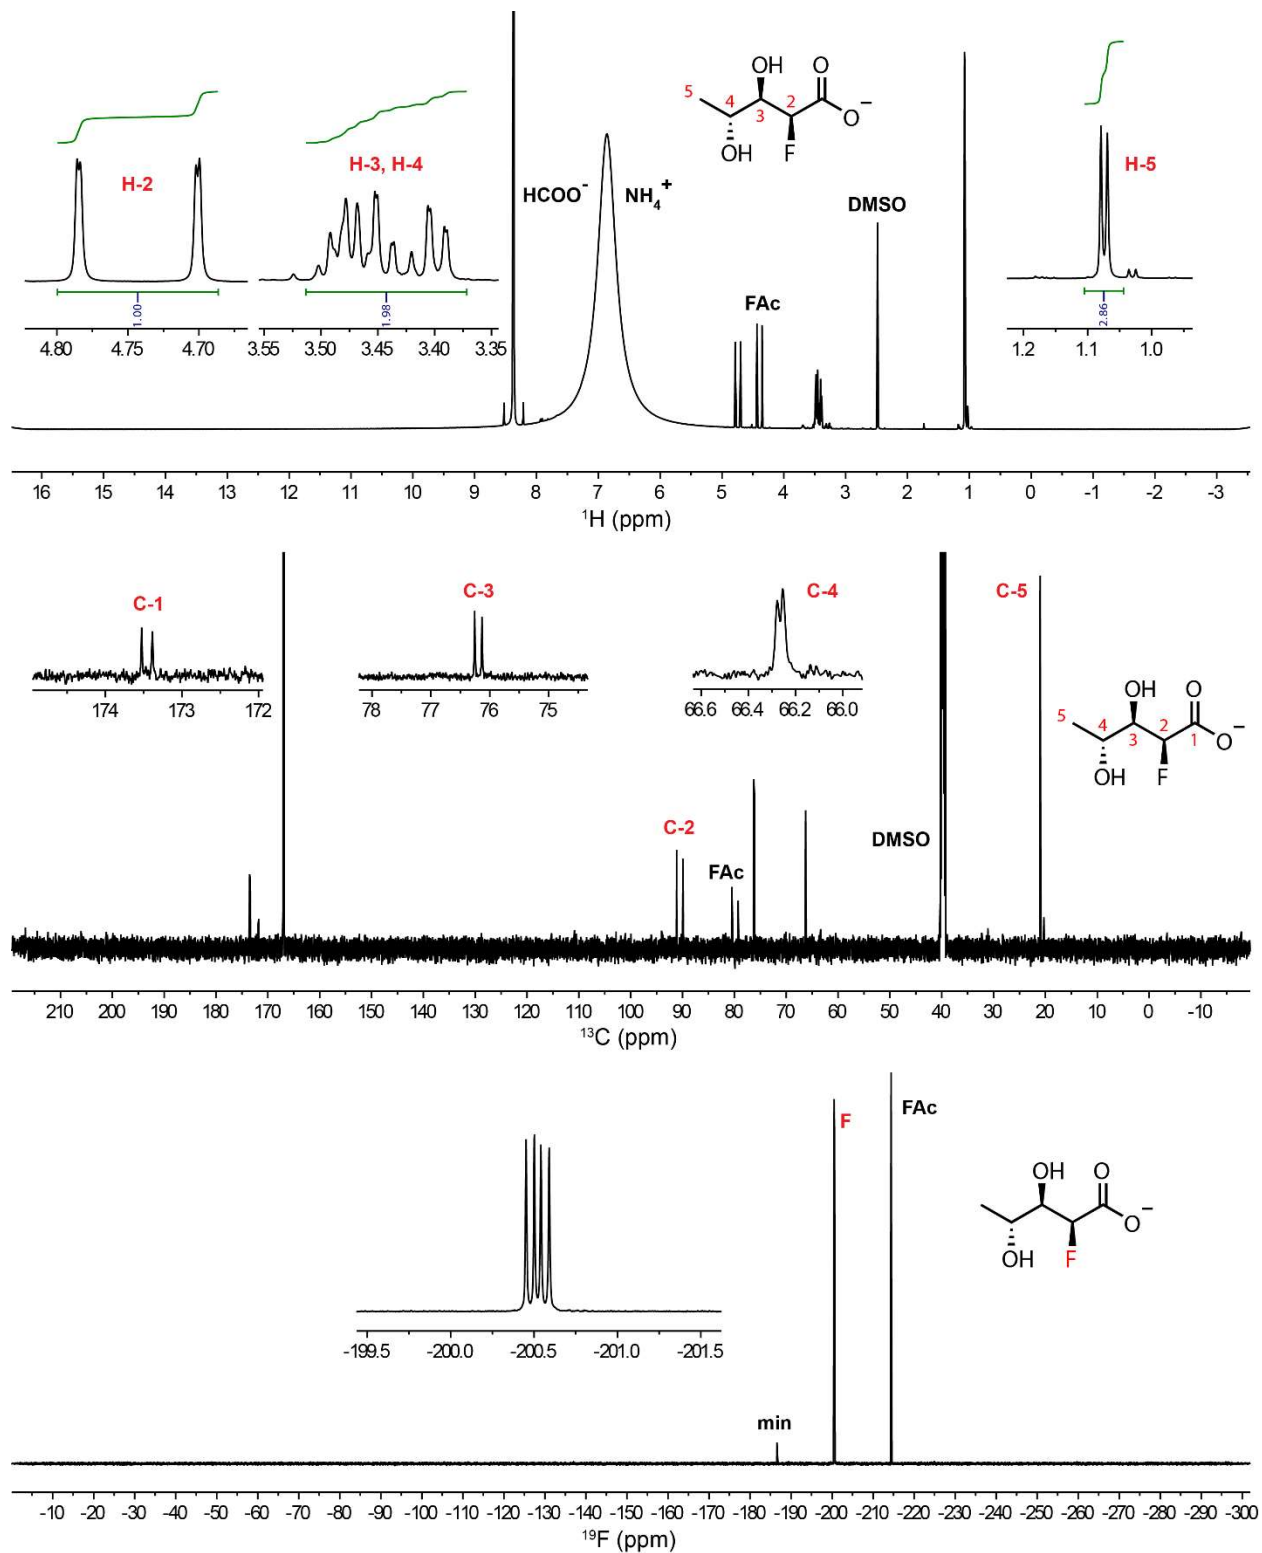 H-2
H-3, H-4
HCOO⁻
NH₄⁺
FAc
DMSO
H-5
OH
O
5
4
2
3
O⁻
OH
F
1.00
1.98
2.86
4.80 4.75 4.70
3.55 3.50 3.45 3.40 3.35
1.2 1.1 1.0
16 15 14 13 12 11 10 9 8 7 6 5 4 3 2 1 0 -1 -2 -3
¹H (ppm)
C-1
C-3
C-4
C-5
174 173 172
78 77 76 75
66.6 66.4 66.2 66.0
OH
O
5
4
2
3
1
O⁻
OH
F
C-2
FAc
DMSO
210 200 190 180 170 160 150 140 130 120 110 100 90 80 70 60 50 40 30 20 10 0 -10
¹³C (ppm)
F
FAc
OH
O
O⁻
OH
F
-199.5 -200.0 -200.5 -201.0 -201.5
min
-10 -20 -30 -40 -50 -60 -70 -80 -90 -100 -110 -120 -130 -140 -150 -160 -170 -180 -190 -200 -210 -220 -230 -240 -250 -260 -270 -280 -290 -300
¹⁹F (ppm)